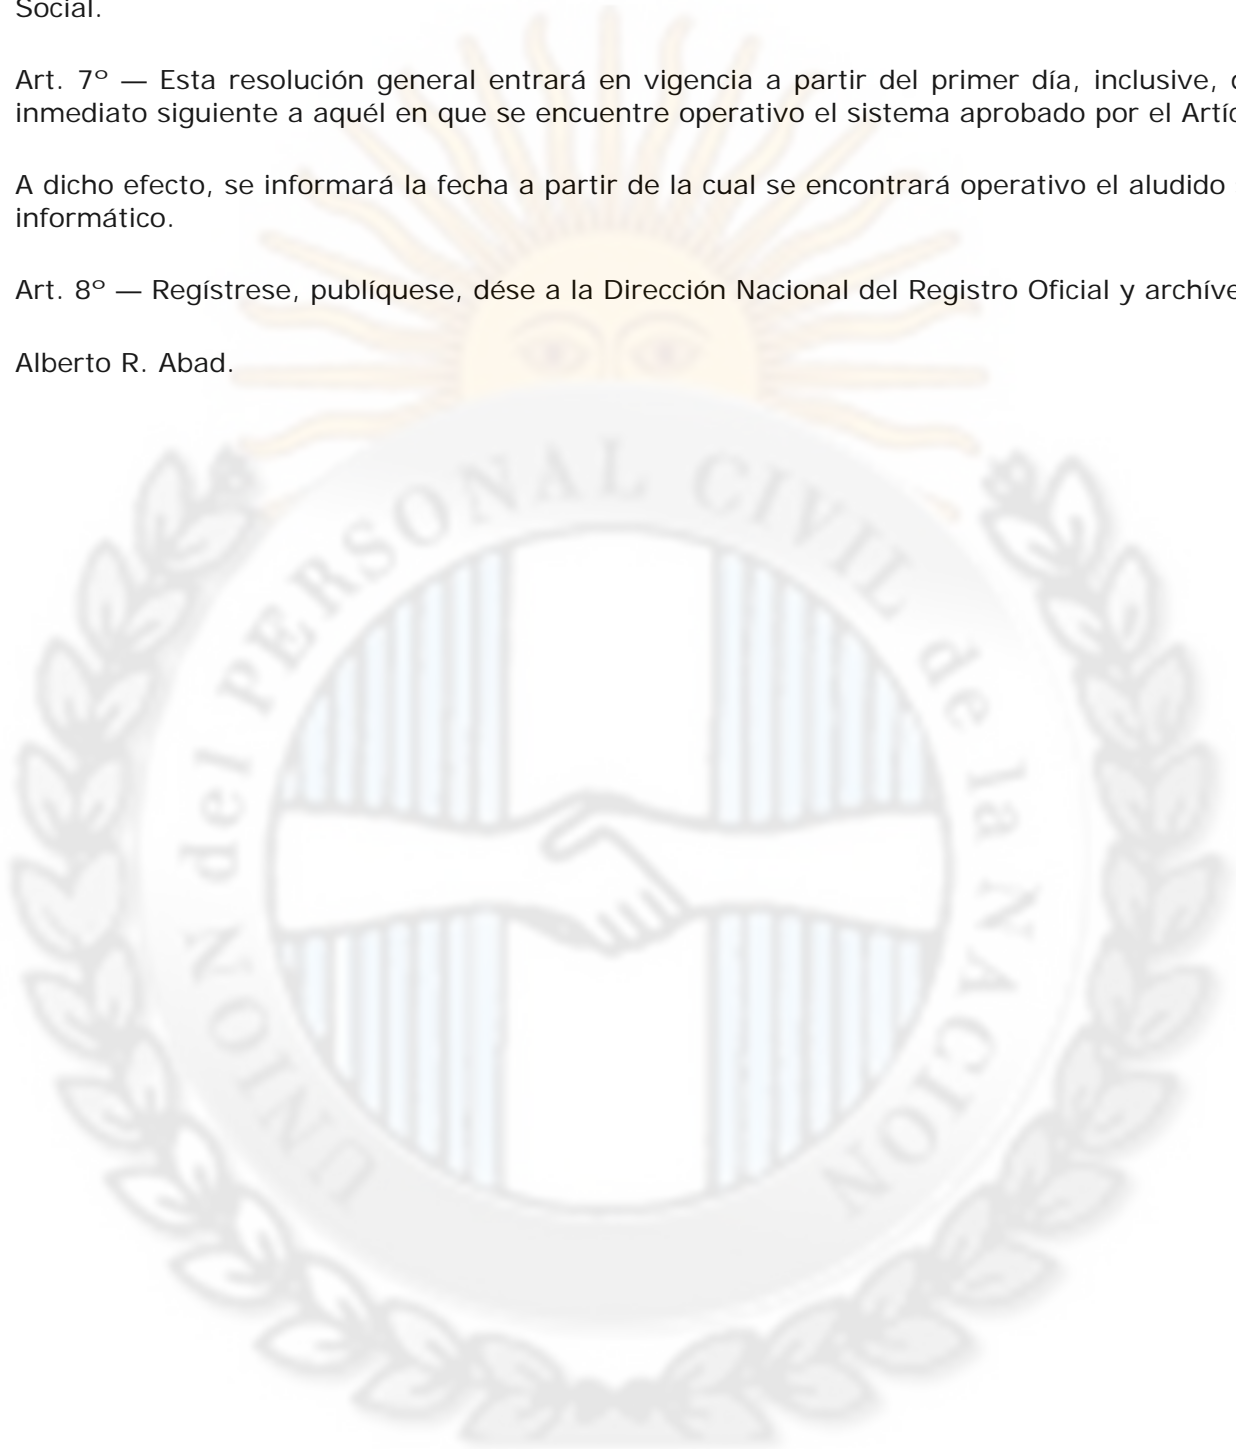 Social.
Art. 7º — Esta resolución general entrará en vigencia a partir del primer día, inclusive,
inmediato siguiente a aquél en que se encuentre operativo el sistema aprobado por el
A dicho efecto, se informará la fecha a partir de la cual se encontrará operativo el aludido
informático.
Art. 8º — Regístrese, publíquese, dése a la Dirección Nacional del Registro Oficial y
Alberto R. Abad.
UNION del PERSONAL CIVIL de la NACION